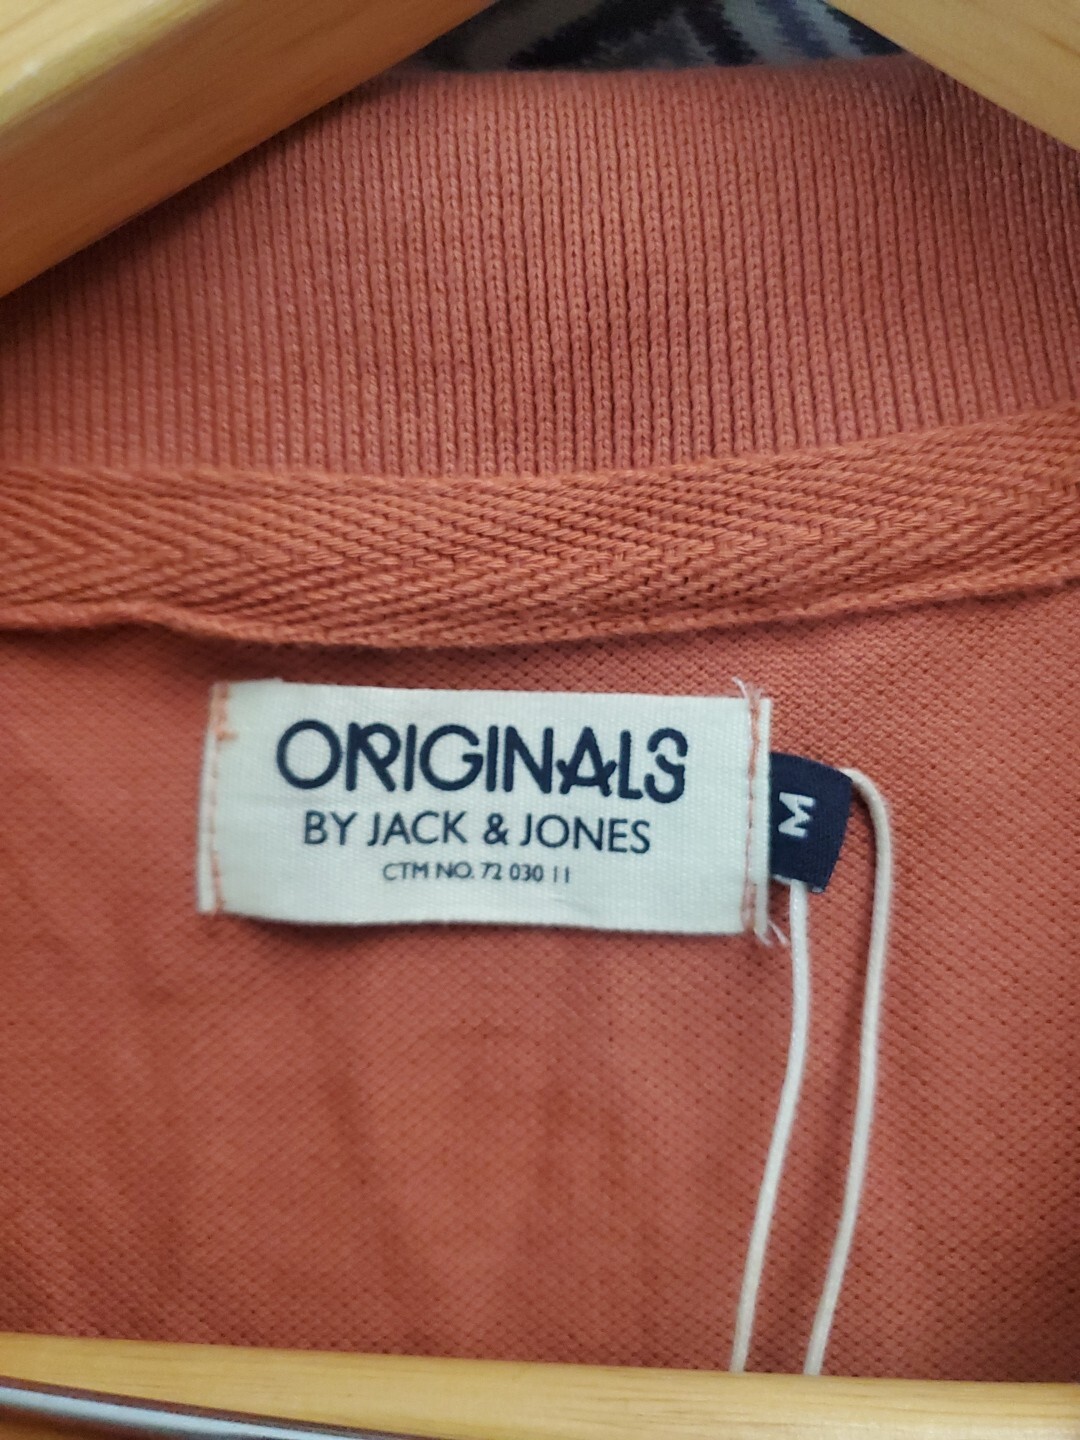 ORIGINALS
BY JACK & JONES
CTM NO. 72 030 11
M